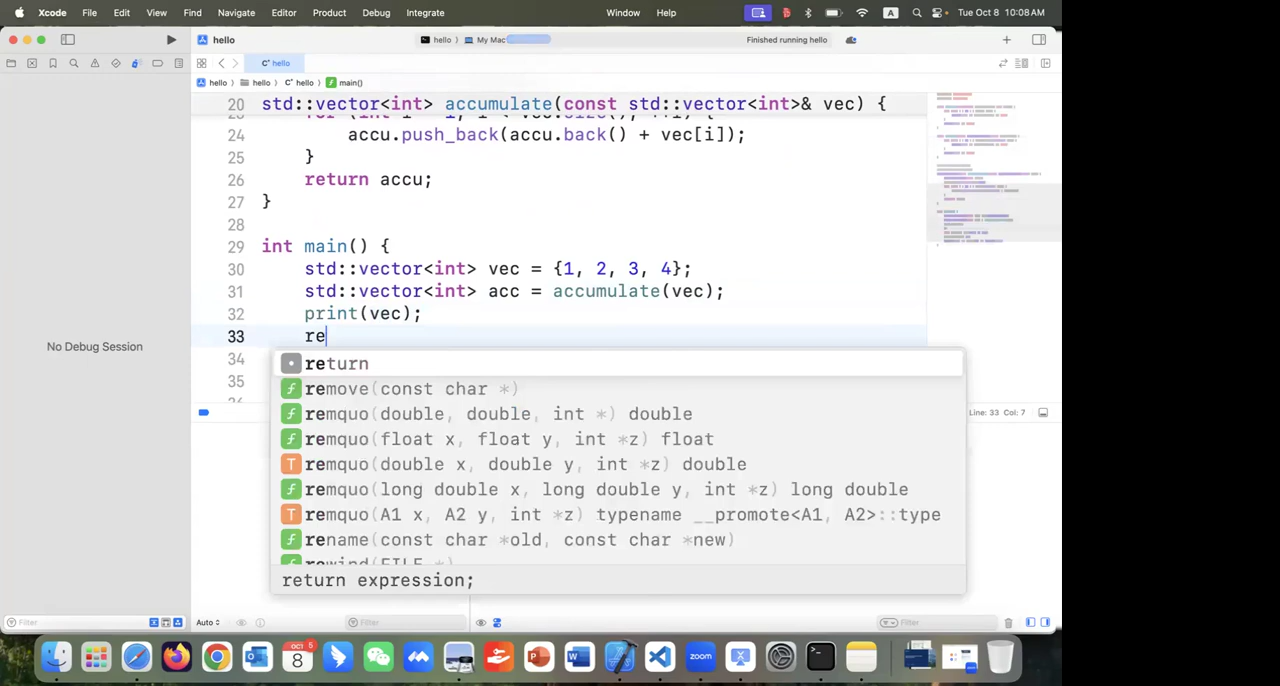 Xcode File Edit View Find Navigate Editor Product Debug Integrate Window Help A Tue Oct 8 10:08 AM
hello hello 〉 My Mac Finished running hello
C⁺ hello
hello 〉 hello 〉 C⁺ hello 〉 f main()
20 std::vector<int> accumulate(const std::vector<int>& vec) {
24 accu.push_back(accu.back() + vec[i]);
25 }
26 return accu;
27 }
28
29 int main() {
30 std::vector<int> vec = {1, 2, 3, 4};
31 std::vector<int> acc = accumulate(vec);
32 print(vec);
33 re
No Debug Session
34
35
return
f remove(const char *)
f remquo(double, double, int *) double
f remquo(float x, float y, int *z) float
T remquo(double x, double y, int *z) double
f remquo(long double x, long double y, int *z) long double
T remquo(A1 x, A2 y, int *z) typename __promote<A1, A2>::type
f rename(const char *old, const char *new)
f rewind(FILE *)
return expression;
Line: 33 Col: 7
Filter Auto Filter Filter
OCT 5
8
zoom